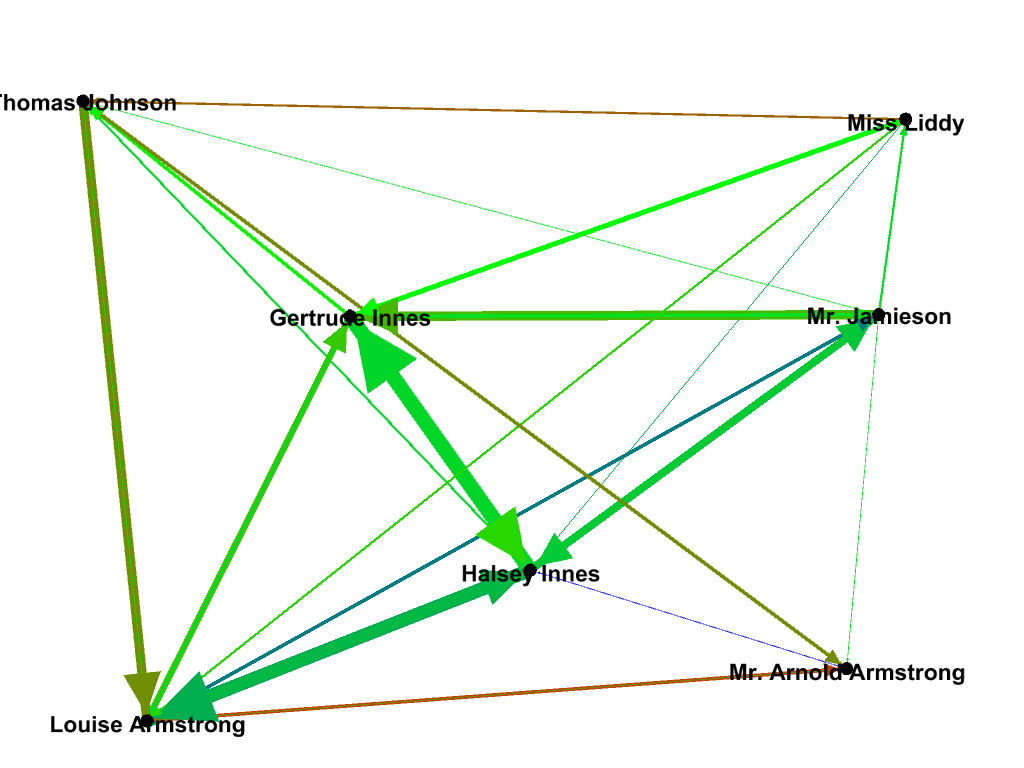 Thomas Johnson
Miss Liddy
Gertrude Innes
Mr. Jamieson
Halsey Innes
Mr. Arnold Armstrong
Louise Armstrong